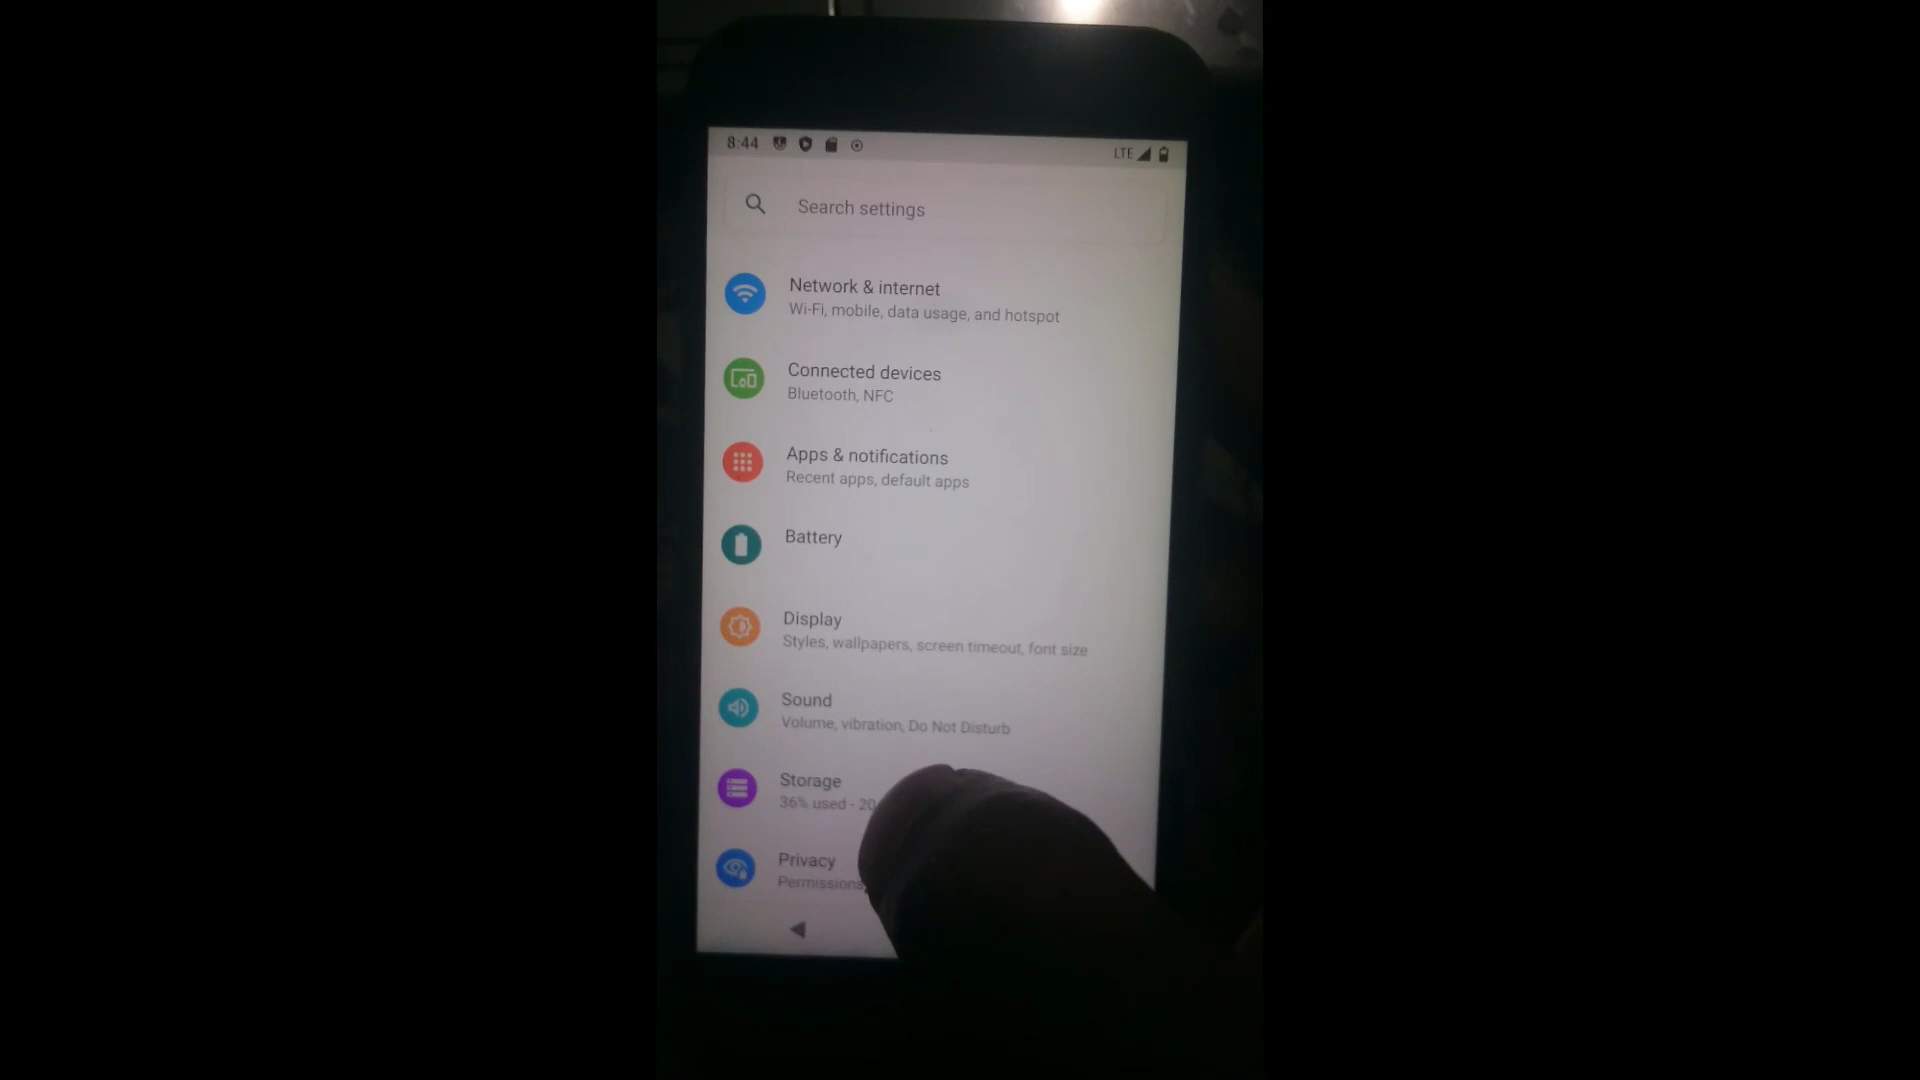 8:44 LTE
Search settings
Network & internet
Wi-Fi, mobile, data usage, and hotspot
Connected devices
Bluetooth, NFC
Apps & notifications
Recent apps, default apps
Battery
Display
Styles, wallpapers, screen timeout, font size
Sound
Volume, vibration, Do Not Disturb
Storage
36% used - 20
Privacy
Permissions